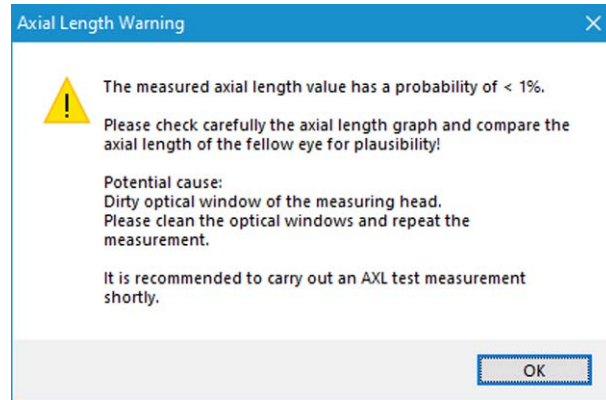 Axial Length Warning
The measured axial length value has a probability of < 1%.
Please check carefully the axial length graph and compare the
axial length of the fellow eye for plausibility!
Potential cause:
Dirty optical window of the measuring head.
Please clean the optical windows and repeat the
measurement.
It is recommended to carry out an AXL test measurement
shortly.
OK